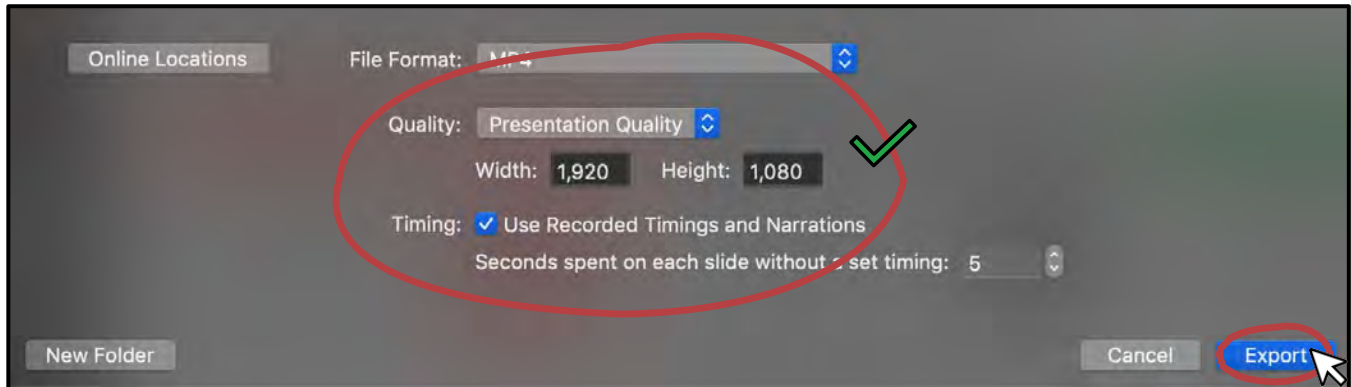 Online Locations File Format: MP4
Quality: Presentation Quality
Width: 1,920 Height: 1,080
Timing: Use Recorded Timings and Narrations
Seconds spent on each slide without a set timing: 5
New Folder Cancel Export